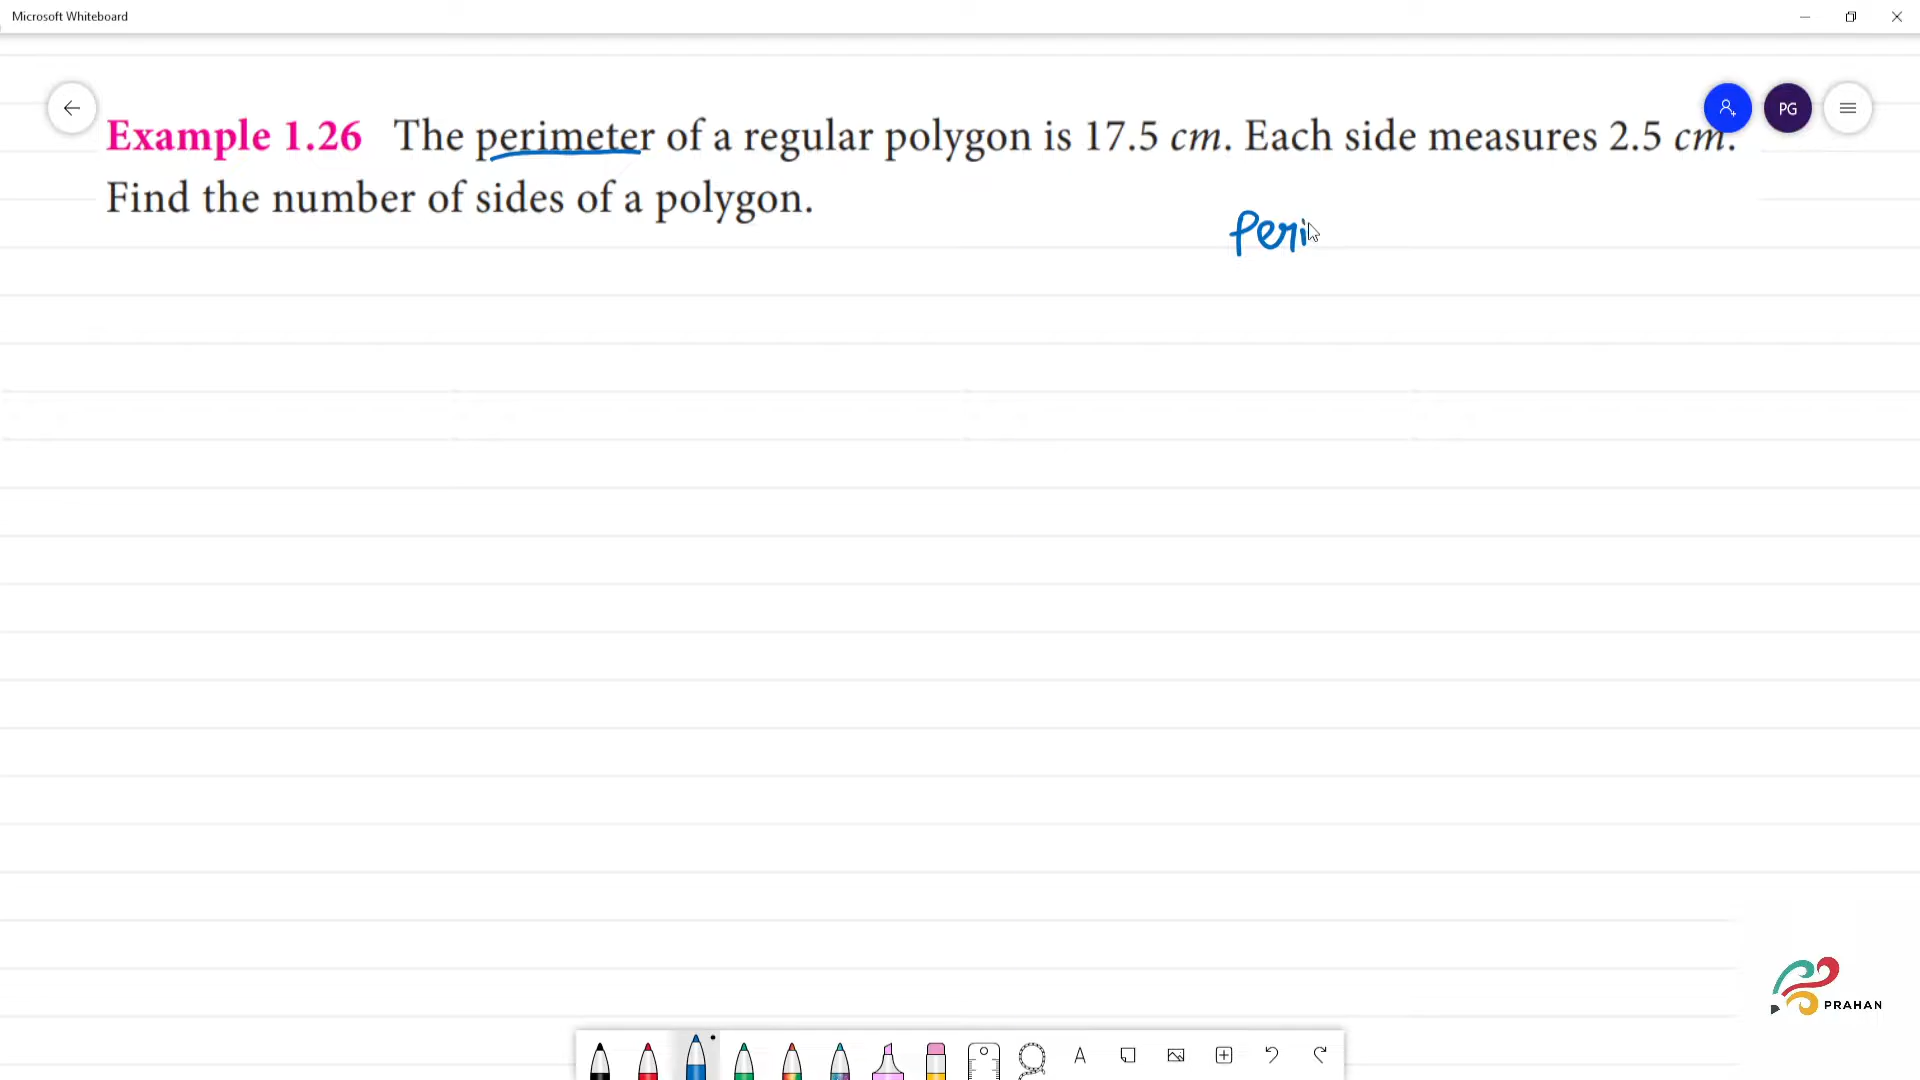 Microsoft Whiteboard
PG
Example 1.26 The perimeter of a regular polygon is 17.5 cm. Each side measures 2.5 cm.
Find the number of sides of a polygon.
Peri
PRAHAN
A